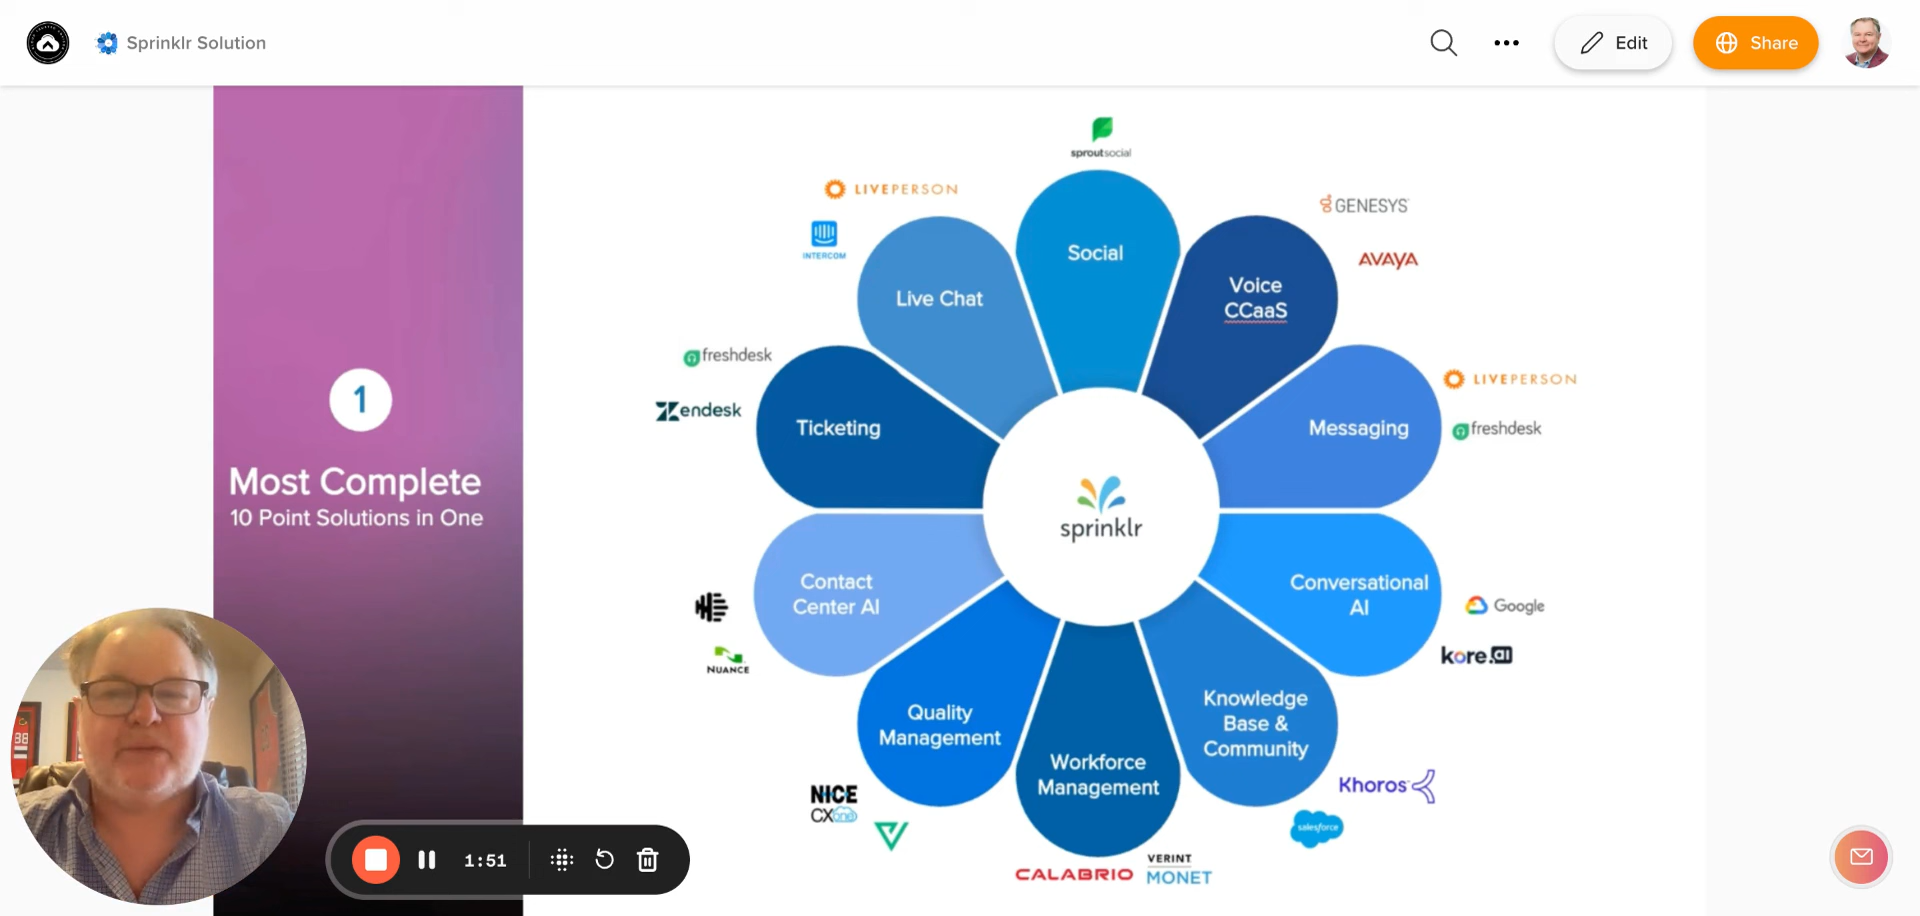 Sprinklr Solution
Edit
Share
1
Most Complete
10 Point Solutions in One
sproutsocial
LIVEPERSON
INTERCOM
GENESYS
AVAYA
Social
Live Chat
Voice
CCaaS
freshdesk
Zendesk
Ticketing
Messaging
LIVEPERSON
freshdesk
sprinklr
Contact
Center AI
Conversational
AI
Google
kore.ai
NUANCE
Quality
Management
Workforce
Management
Knowledge
Base &
Community
NICE
CXone
Khoros
salesforce
CALABRIO
VERINT
MONET
88
1:51